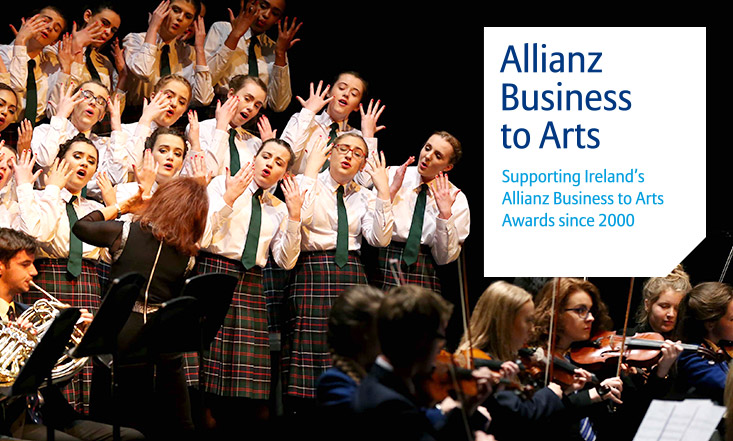 Allianz
Business
to Arts
Supporting Ireland's
Allianz Business to Arts
Awards since 2000